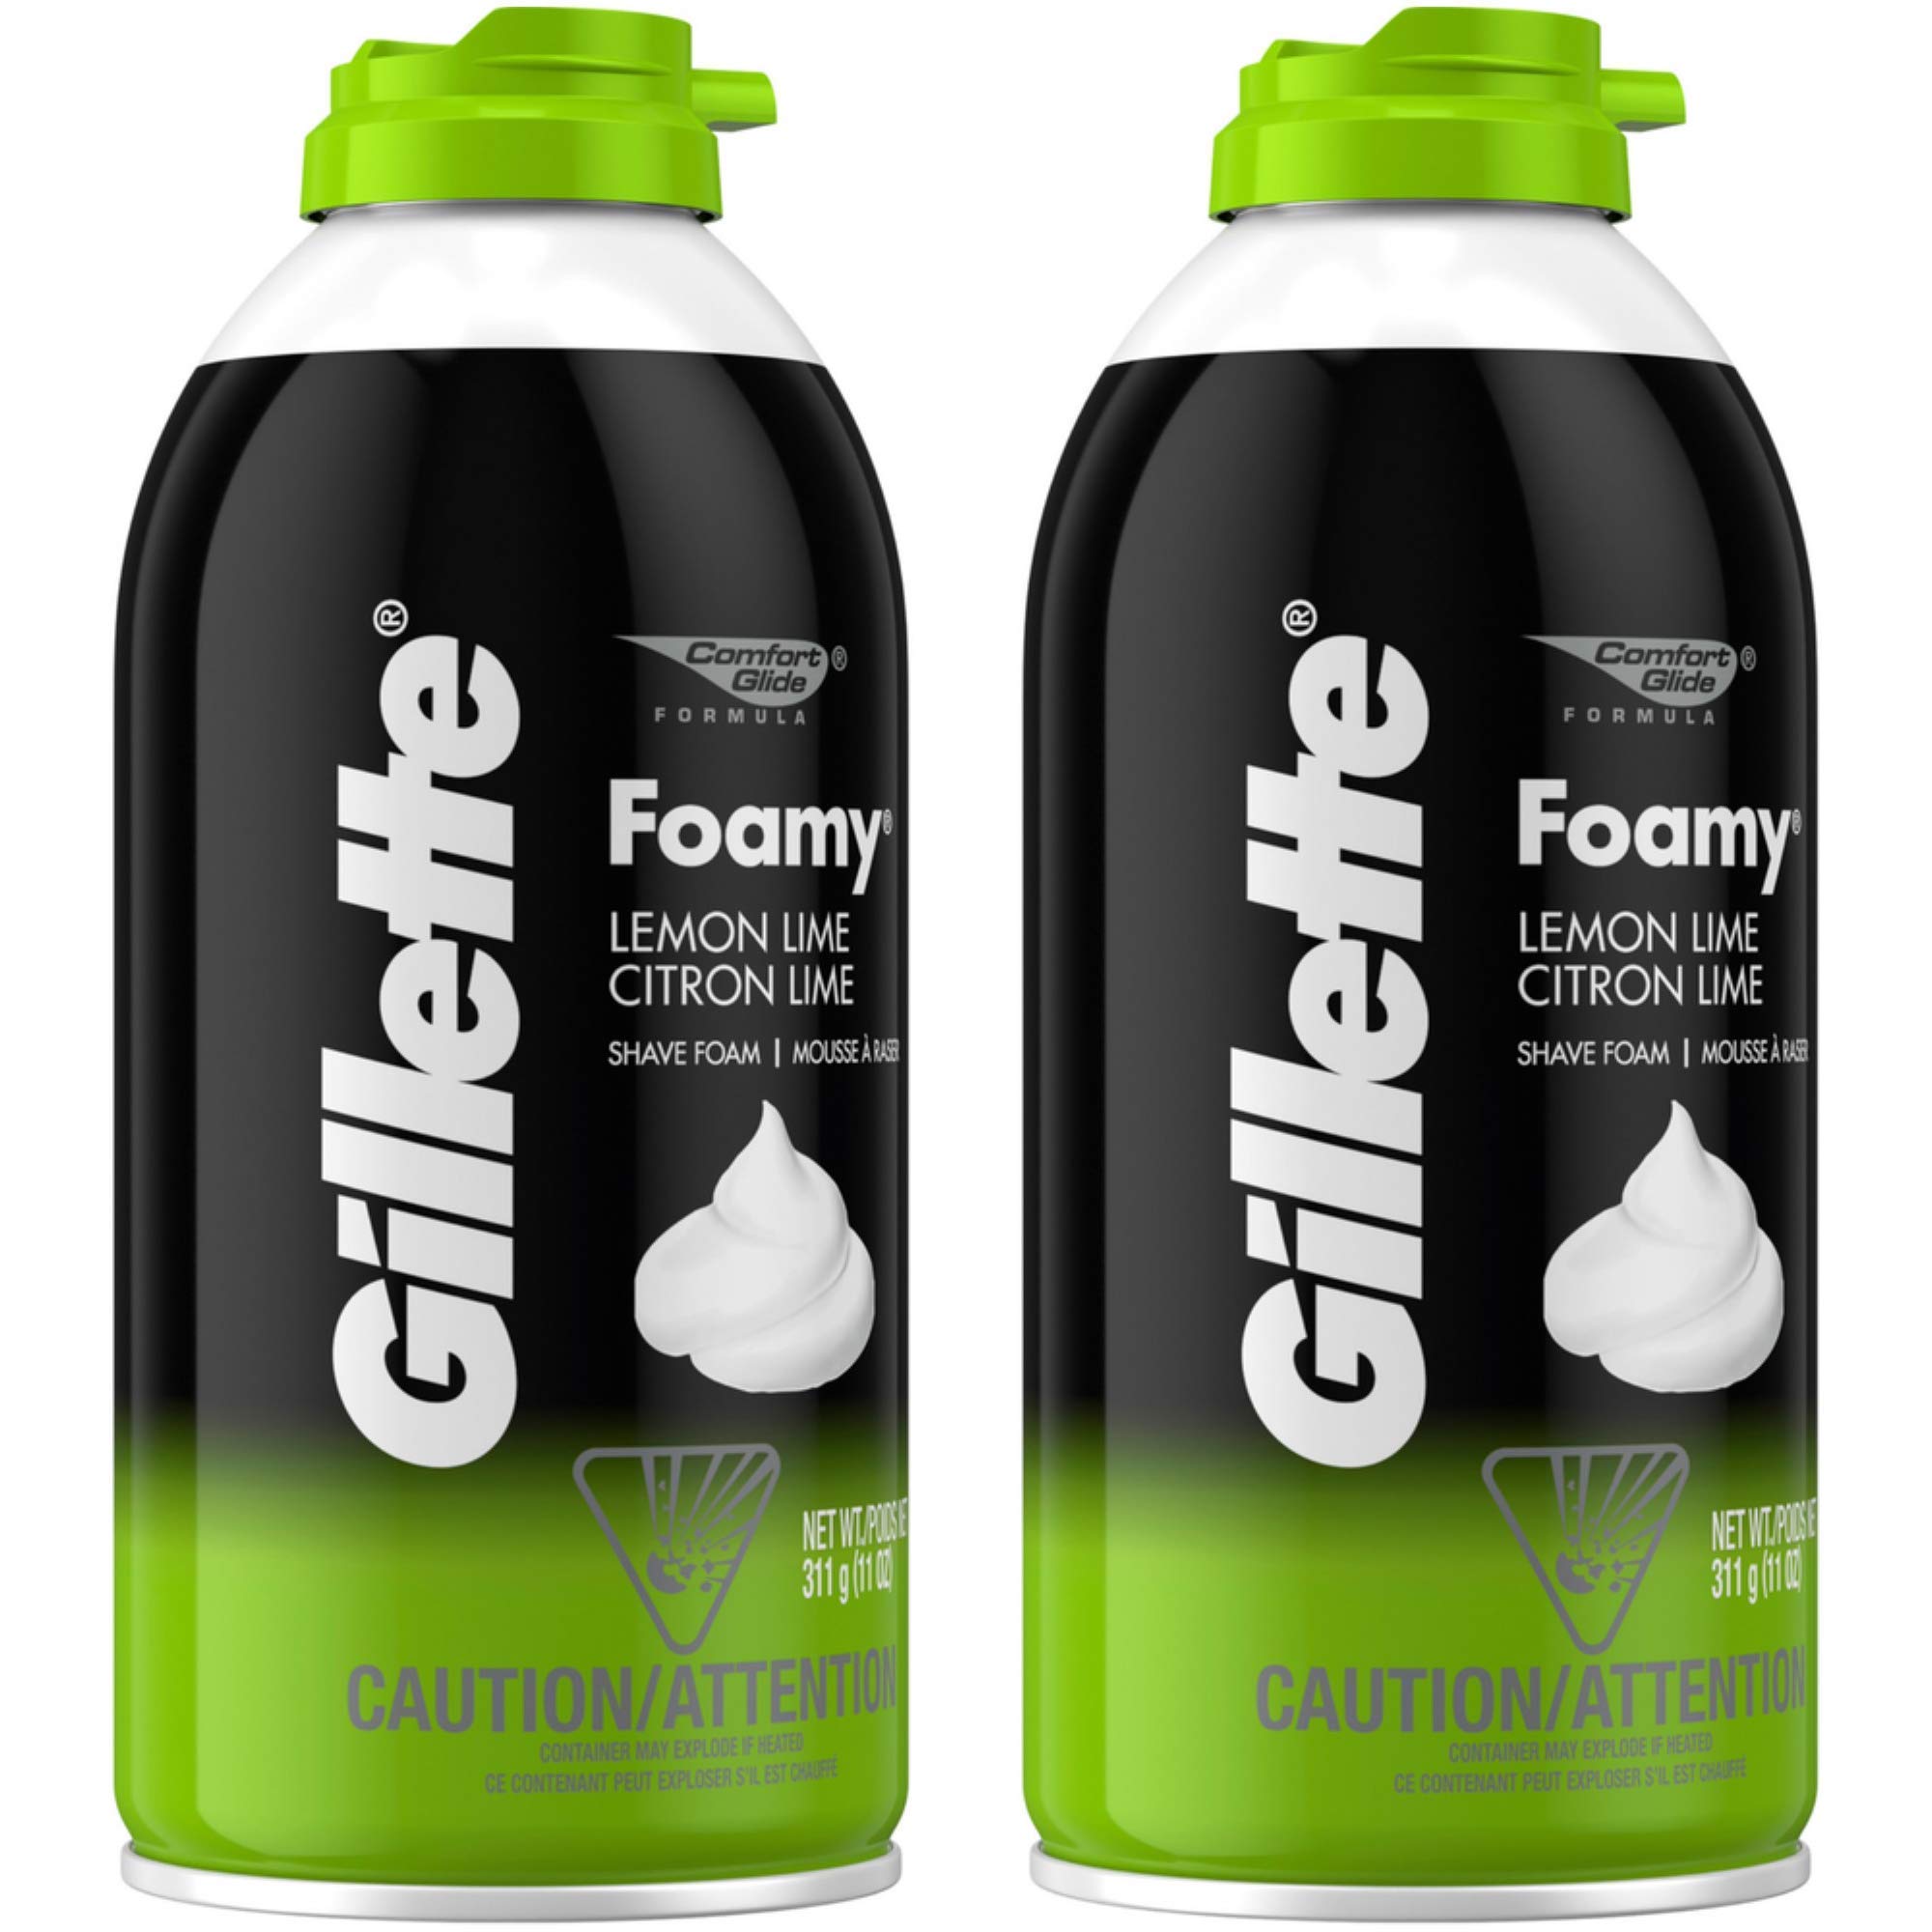 Gillette®
Comfort®
Glide
FORMULA
Foamy®
LEMON LIME
CITRON LIME
SHAVE FOAM | MOUSSE À RASER
NET WT./POIDS NET
311 g (11 OZ)
CAUTION/ATTENTION
CONTAINER MAY EXPLODE IF HEATED
CE CONTENANT PEUT EXPLOSER S'IL EST CHAUFFÉ
Gillette®
Comfort®
Glide
FORMULA
Foamy®
LEMON LIME
CITRON LIME
SHAVE FOAM | MOUSSE À RASER
NET WT./POIDS NET
311 g (11 OZ)
CAUTION/ATTENTION
CONTAINER MAY EXPLODE IF HEATED
CE CONTENANT PEUT EXPLOSER S'IL EST CHAUFFÉ